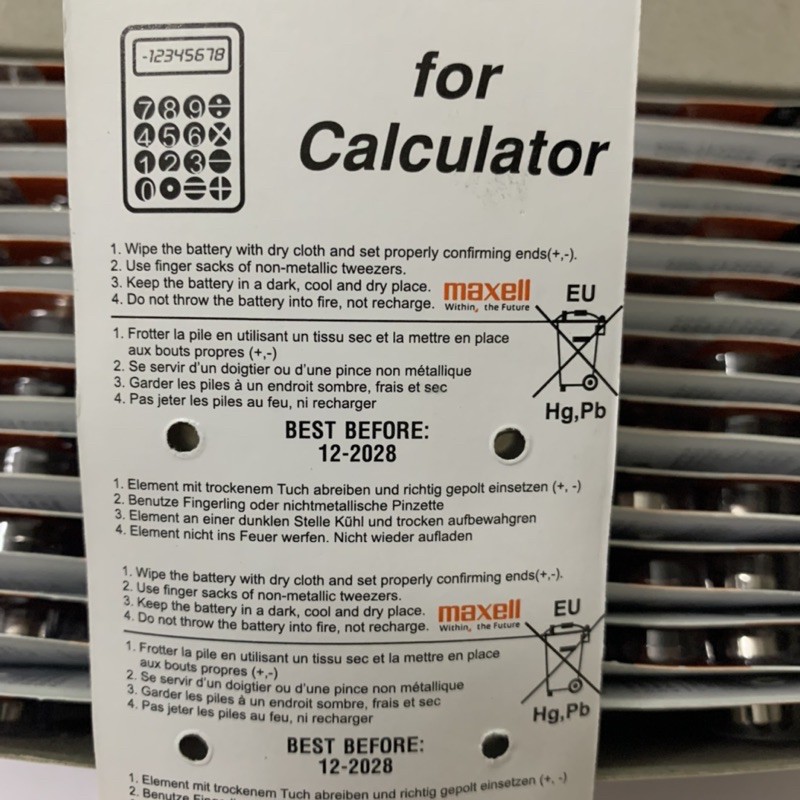 -12345678
7 8 9 ÷
4 5 6 ×
1 2 3 −
0 • = +
for
Calculator
1. Wipe the battery with dry cloth and set properly confirming ends(+,-).
2. Use finger sacks of non-metallic tweezers.
3. Keep the battery in a dark, cool and dry place.
4. Do not throw the battery into fire, not recharge.
maxell
Within, the Future
EU
1. Frotter la pile en utilisant un tissu sec et la mettre en place
aux bouts propres (+,-)
2. Se servir d'un doigtier ou d'une pince non métallique
3. Garder les piles à un endroit sombre, frais et sec
4. Pas jeter les piles au feu, ni recharger
Hg,Pb
BEST BEFORE:
12-2028
1. Element mit trockenem Tuch abreiben und richtig gepolt einsetzen (+, -)
2. Benutze Fingerling oder nichtmetallische Pinzette
3. Element an einer dunklen Stelle Kühl und trocken aufbewahgren
4. Element nicht ins Feuer werfen. Nicht wieder aufladen
1. Wipe the battery with dry cloth and set properly confirming ends(+,-).
2. Use finger sacks of non-metallic tweezers.
3. Keep the battery in a dark, cool and dry place.
4. Do not throw the battery into fire, not recharge.
maxell
Within, the Future
EU
1. Frotter la pile en utilisant un tissu sec et la mettre en place
aux bouts propres (+,-)
2. Se servir d'un doigtier ou d'une pince non métallique
3. Garder les piles à un endroit sombre, frais et sec
4. Pas jeter les piles au feu, ni recharger
Hg,Pb
BEST BEFORE:
12-2028
1. Element mit trockenem Tuch abreiben und richtig gepolt einsetzen (+, -)
2. Benutze